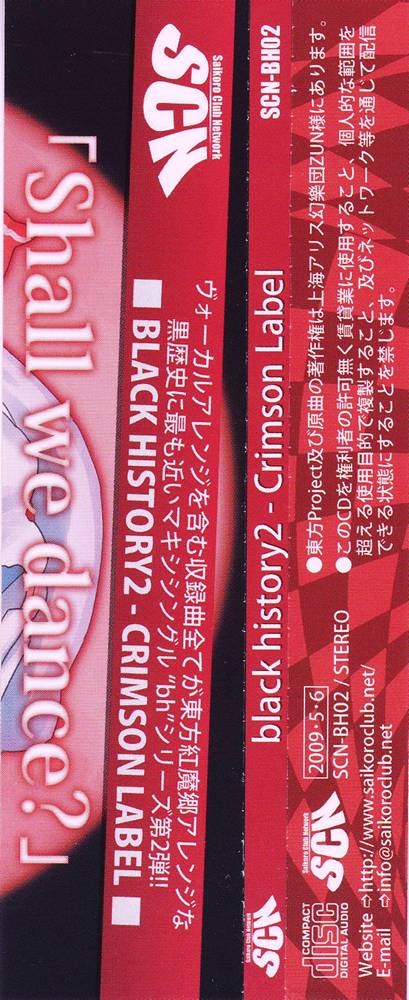 「Shall we dance?」
SCN
Saikoro Club Network
ヴォーカルアレンジを含む収録曲全てが東方紅魔郷アレンジな
黒歴史に最も近いマキシシングル“bh”シリーズ第2弾!!
■ BLACK HISTORY2 - CRIMSON LABEL ■
SCN-BH02
black history2 - Crimson Label
Saikoro Club Network
SCN
●東方Project及び原曲の著作権は上海アリス幻樂団ZUN様にあります。
●このCDを権利者の許可無く賃貸業に使用すること、個人的な範囲を
超える使用目的で複製すること、及びネットワーク等を通じて配信
できる状態にすることを禁じます。
2009・5・6
SCN-BH02 / STEREO
Saikoro Club Network
SCN
COMPACT
disc
DIGITAL AUDIO
Website ⇨http://www.saikoroclub.net/
E-mail ⇨info@saikoroclub.net